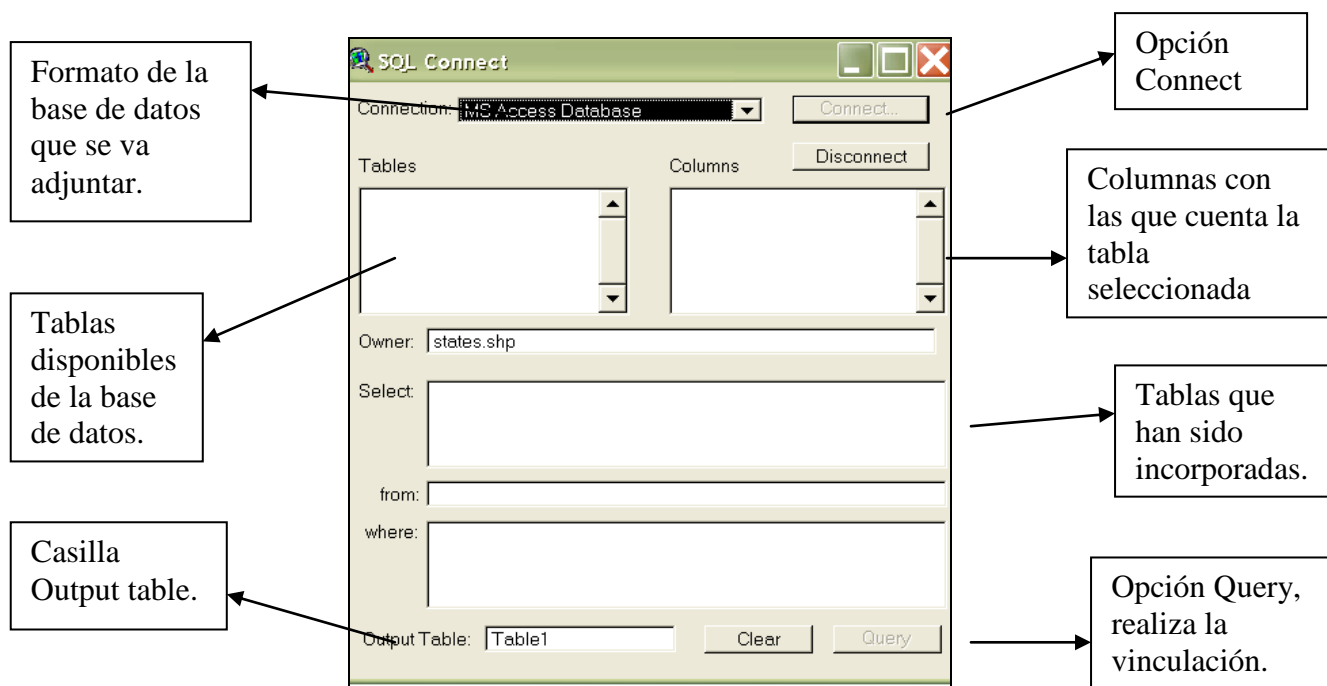 Formato de la
base de datos
que se va
adjuntar.
Tablas
disponibles
de la base
de datos.
Casilla
Output table.
SQL Connect
Connection: MS Access Database
Connect...
Disconnect
Tables
Columns
Owner: states.shp
Select:
from:
where:
Output Table: Table1
Clear
Query
Opción
Connect
Columnas con
las que cuenta la
tabla
seleccionada
Tablas que
han sido
incorporadas.
Opción Query,
realiza la
vinculación.